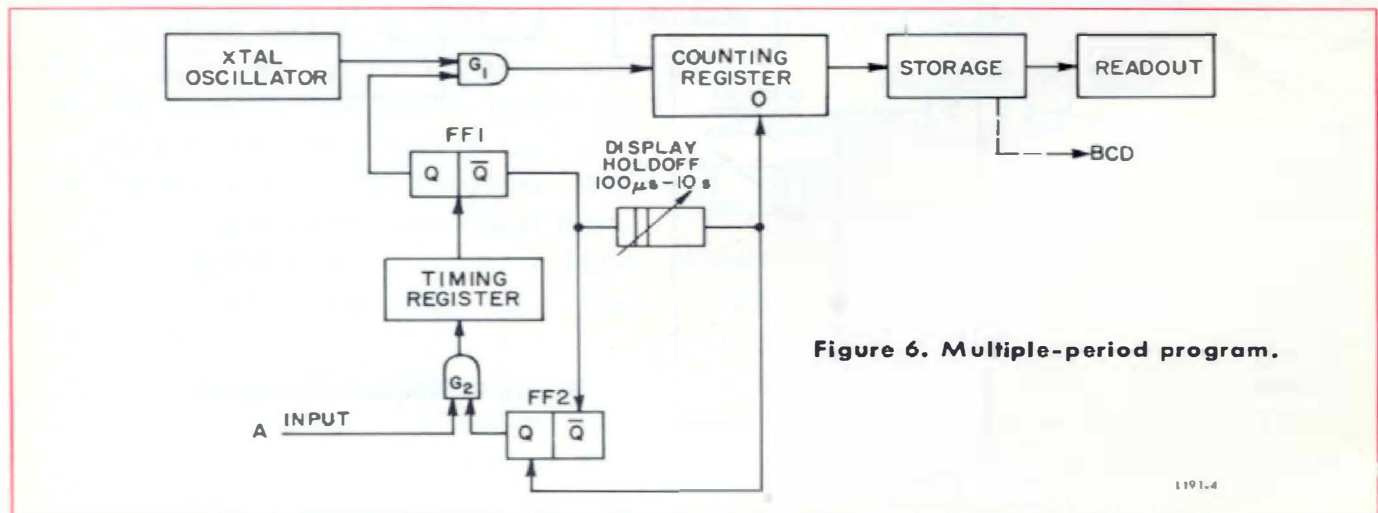 XTAL
OSCILLATOR
G1
COUNTING
REGISTER
O
STORAGE
READOUT
BCD
FF1
Q Q̅
DISPLAY
HOLDOFF
100μs-10s
TIMING
REGISTER
G2
FF2
Q Q̅
A INPUT
Figure 6. Multiple-period program.
1191-4